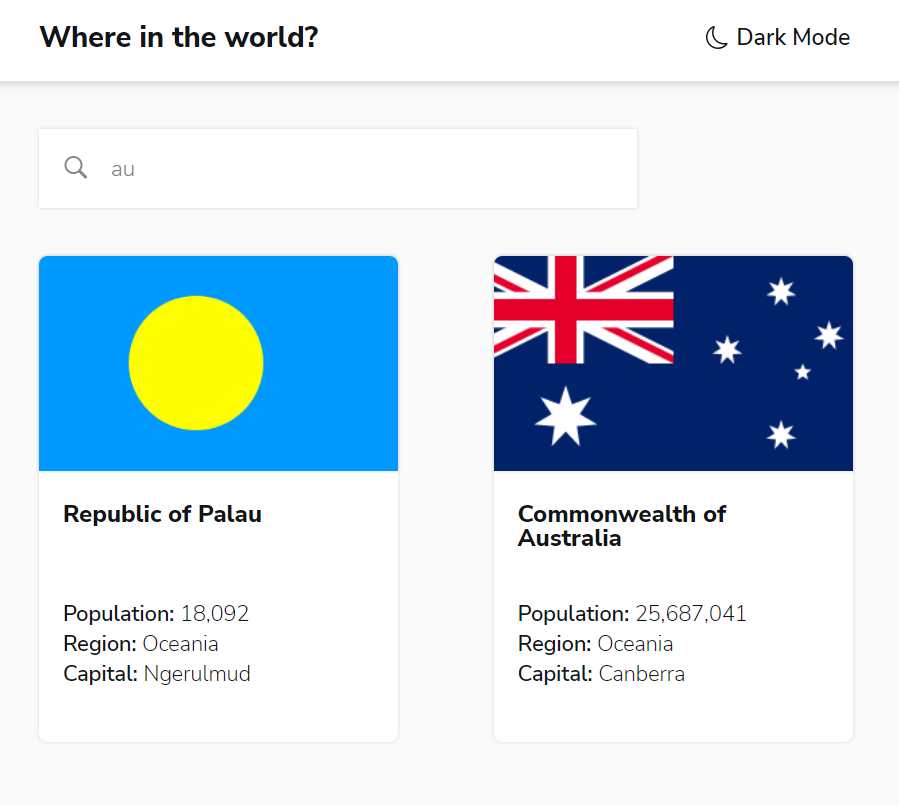 Where in the world?
Dark Mode
au
Republic of Palau
Population: 18,092
Region: Oceania
Capital: Ngerulmud
Commonwealth of
Australia
Population: 25,687,041
Region: Oceania
Capital: Canberra